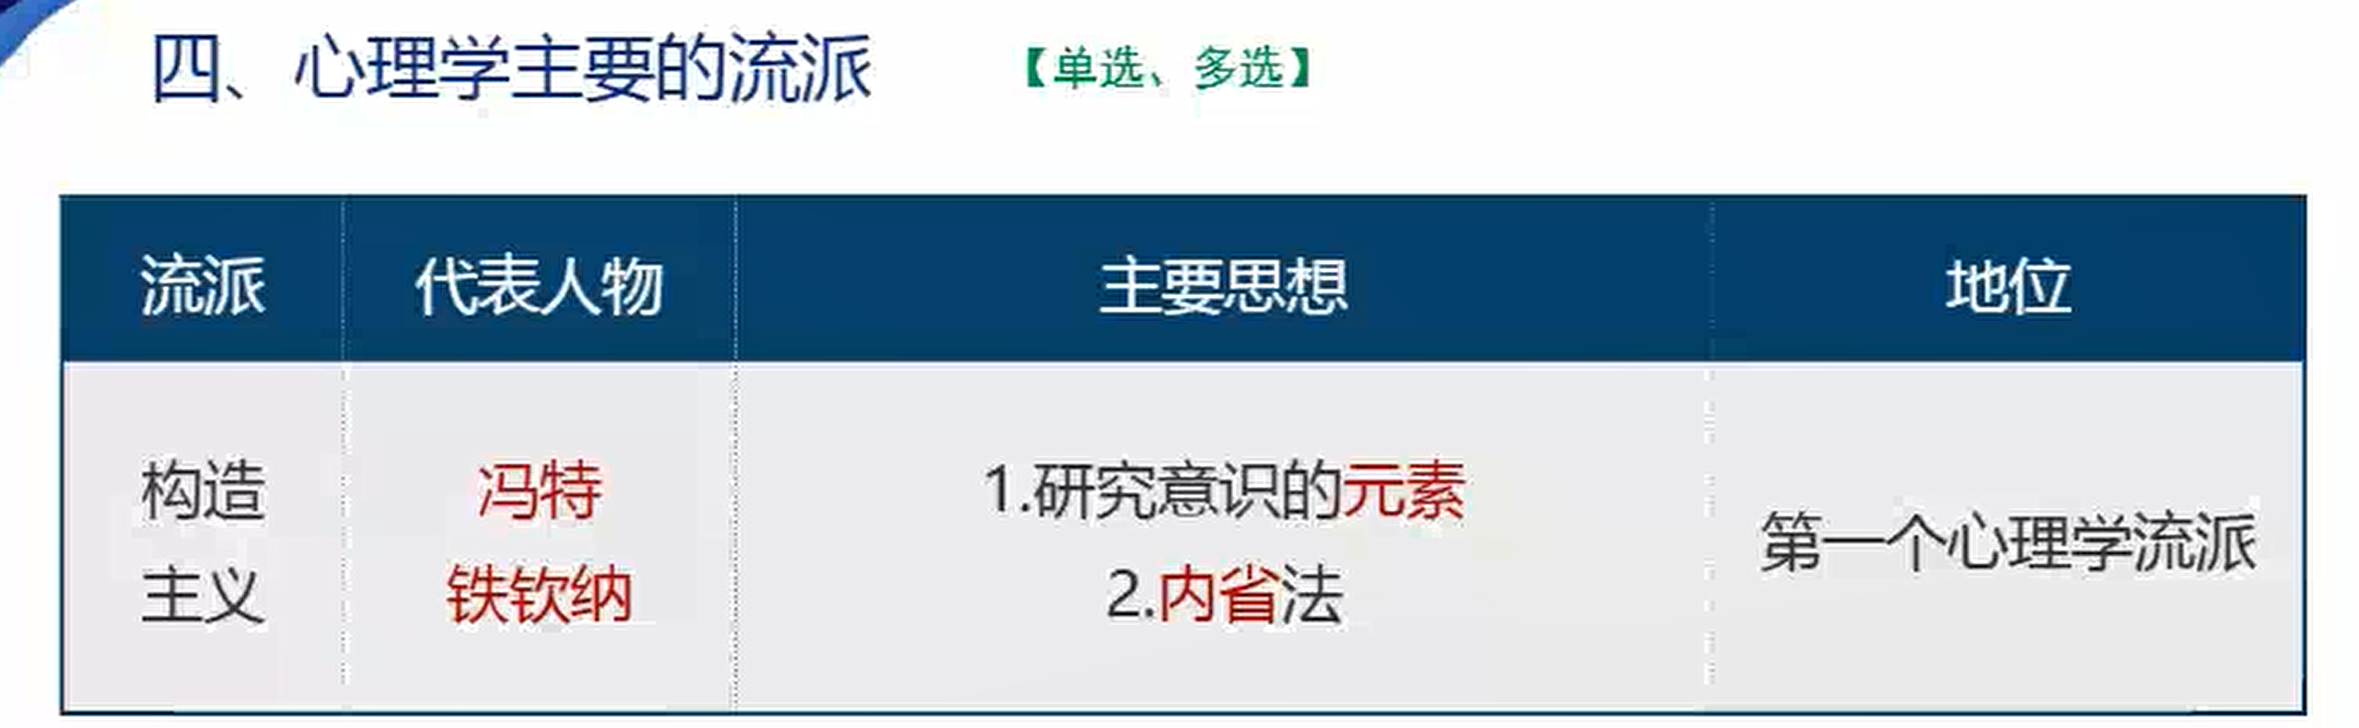 四、心理学主要的流派 【单选、多选】
流派 代表人物 主要思想 地位
构造
主义
冯特
铁钦纳
1.研究意识的元素
2.内省法
第一个心理学流派